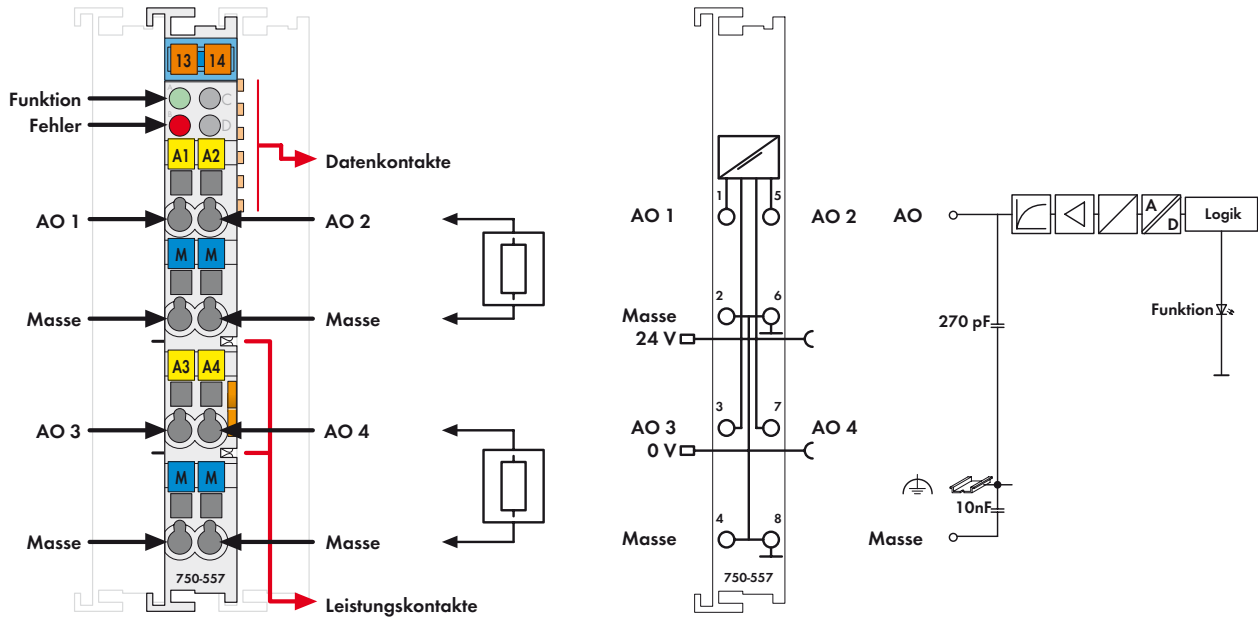 13 14
A C
B D
Funktion
Fehler
A1 A2
Datenkontakte
AO 1
AO 2
M M
Masse
Masse
A3 A4
AO 3
AO 4
M M
Masse
Masse
750-557
Leistungskontakte
1 5
AO 1
AO 2
2 6
Masse
24 V
3 7
AO 3
AO 4
0 V
4 8
Masse
750-557
AO
A
D
Logik
270 pF
Funktion
10nF
Masse